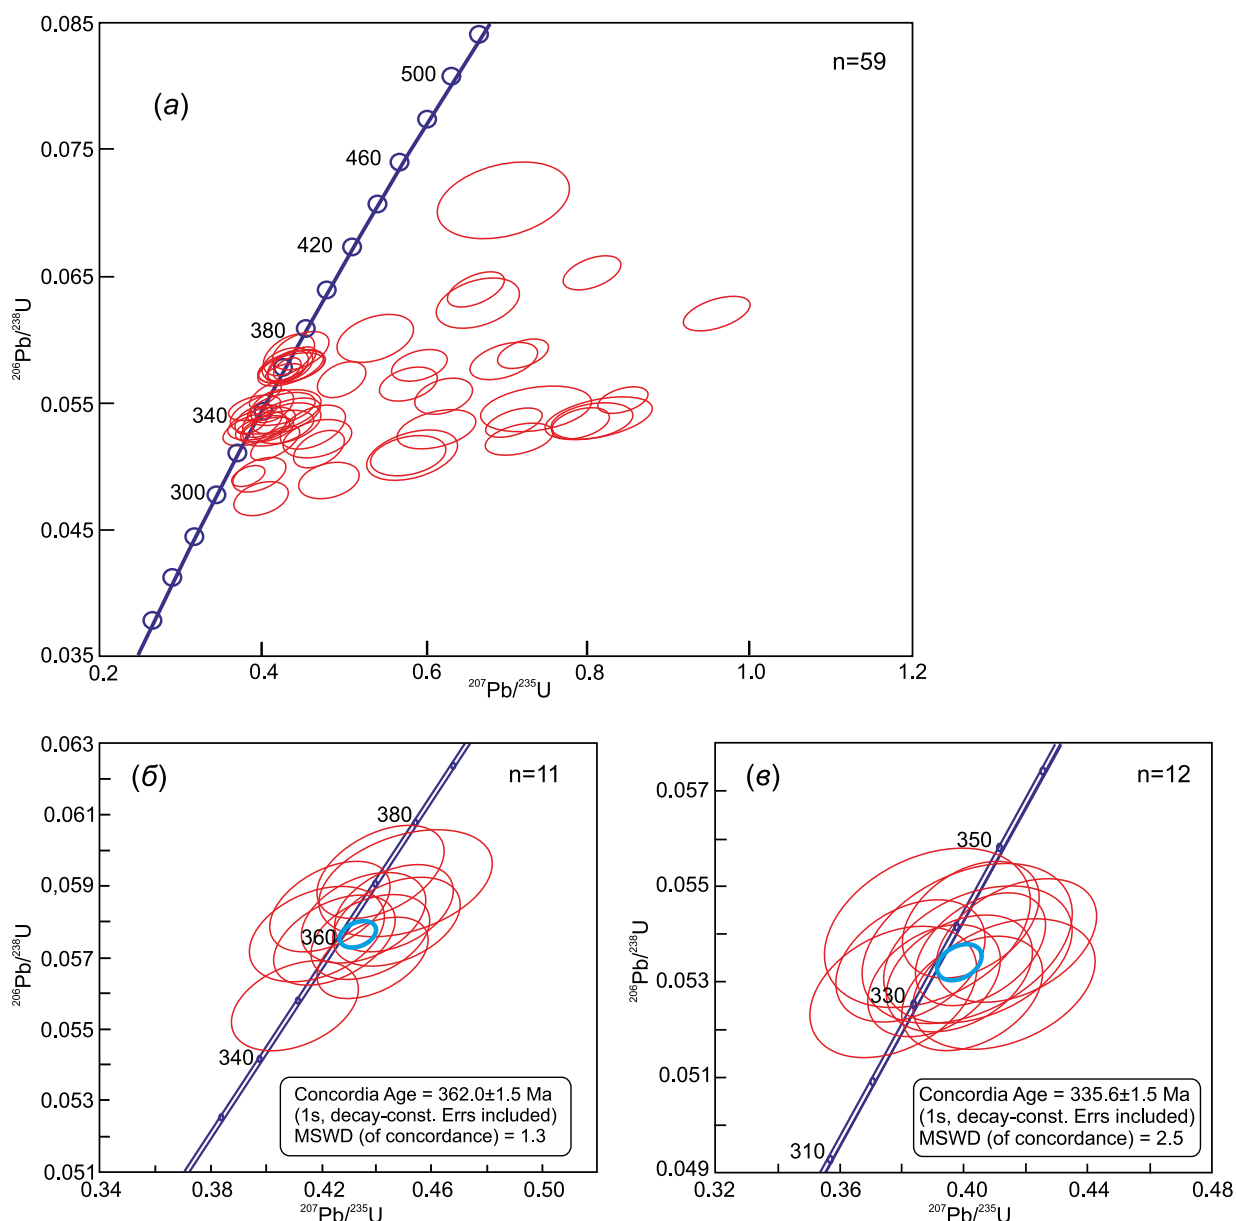 0.085
0.075
0.065
0.055
0.045
0.035
206Pb/238U
(а)
n=59
500
460
420
380
340
300
0.2
0.4
0.6
0.8
1.0
1.2
207Pb/235U
0.063
0.061
0.059
0.057
0.055
0.053
0.051
206Pb/238U
(б)
n=11
380
360
340
Concordia Age = 362.0±1.5 Ma
(1s, decay-const. Errs included)
MSWD (of concordance) = 1.3
0.34
0.38
0.42
0.46
0.50
207Pb/235U
0.057
0.055
0.053
0.051
0.049
206Pb/238U
(в)
n=12
350
330
310
Concordia Age = 335.6±1.5 Ma
(1s, decay-const. Errs included)
MSWD (of concordance) = 2.5
0.32
0.36
0.40
0.44
0.48
207Pb/235U